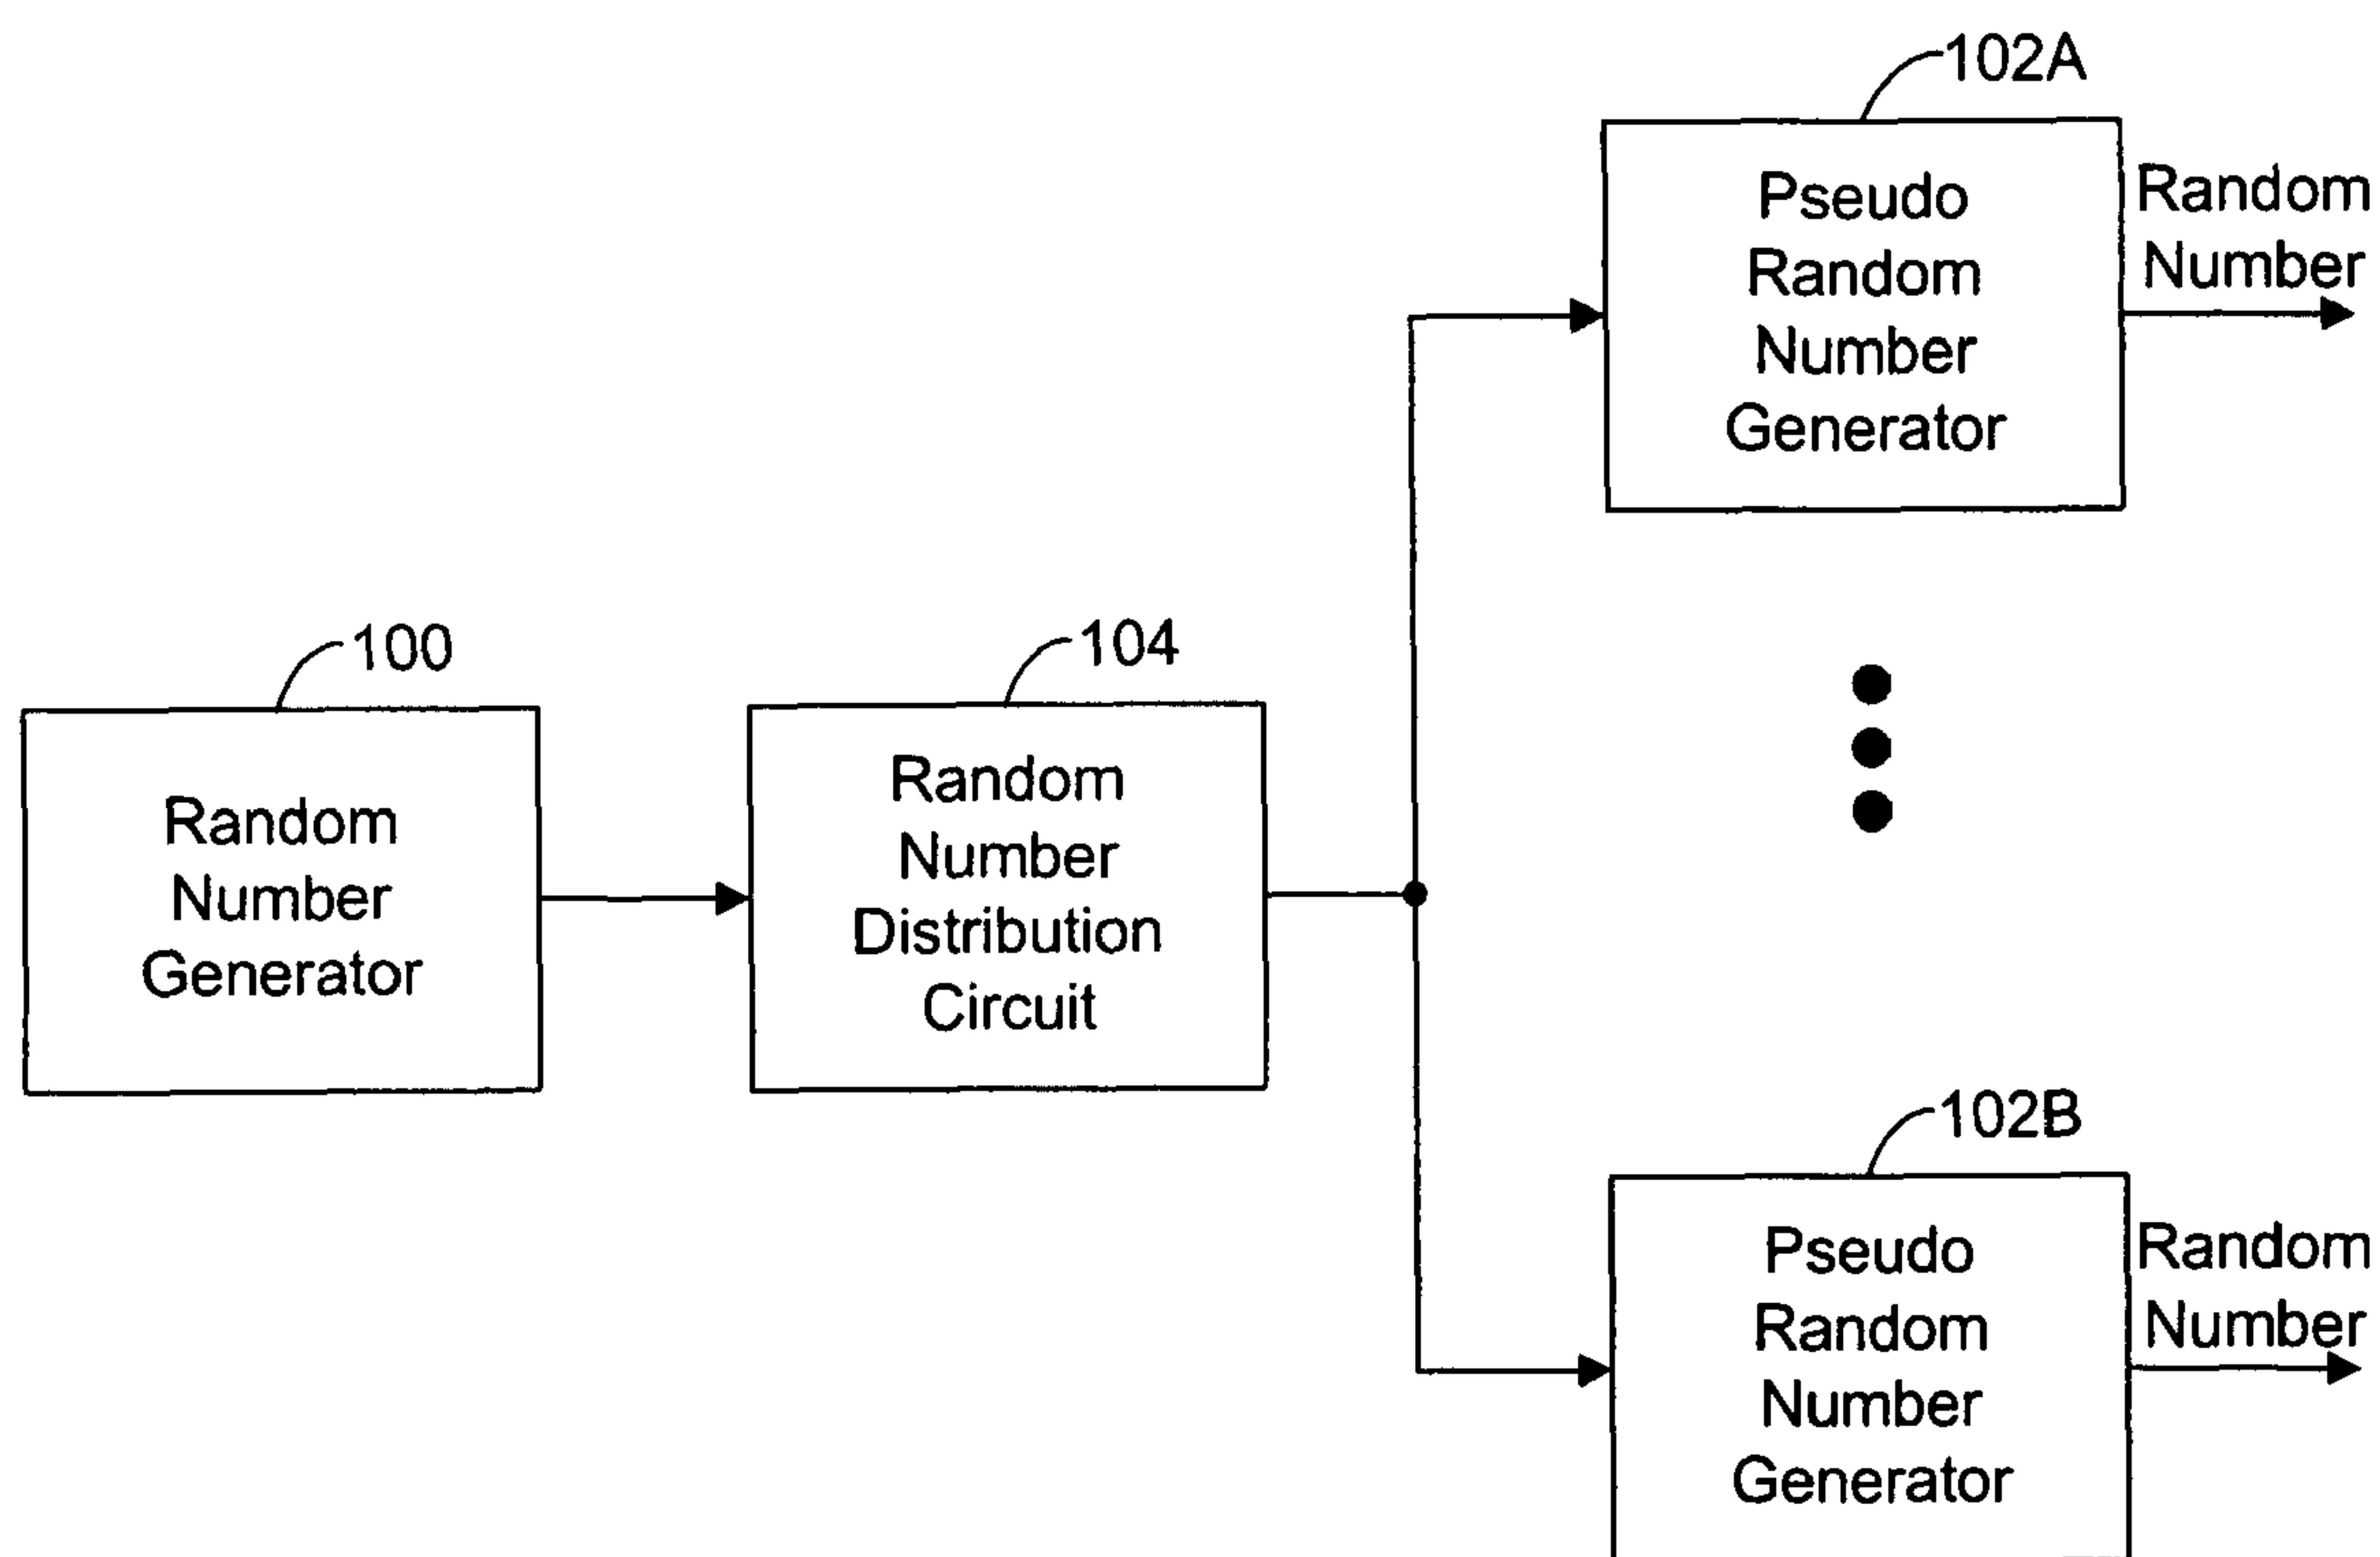 102A
Pseudo
Random
Number
Generator
Random
Number
100
Random
Number
Generator
104
Random
Number
Distribution
Circuit
102B
Pseudo
Random
Number
Generator
Random
Number